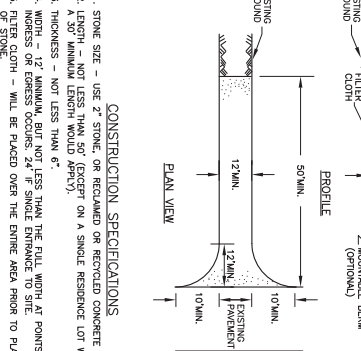 EXISTING
GROUND
FILTER
CLOTH
2. MOUNTABLE BERM
(OPTIONAL)
PROFILE
50'MIN.
EXISTING
GROUND
12'MIN.
12'MIN.
10'MIN.
EXISTING
PAVEMENT
10'MIN.
PLAN VIEW
CONSTRUCTION SPECIFICATIONS
. STONE SIZE - USE 2" STONE, OR RECLAIMED OR RECYCLED CONCRETE
. LENGTH - NOT LESS THAN 50' (EXCEPT ON A SINGLE RESIDENCE LOT W
A 30' MINIMUM LENGTH WOULD APPLY).
. THICKNESS - NOT LESS THAN 6".
. WIDTH - 12' MINIMUM, BUT NOT LESS THAN THE FULL WIDTH AT POINTS
INGRESS OR EGRESS OCCURS. 24' IF SINGLE ENTRANCE TO SITE.
. FILTER CLOTH - WILL BE PLACED OVER THE ENTIRE AREA PRIOR TO PLA
OF STONE.